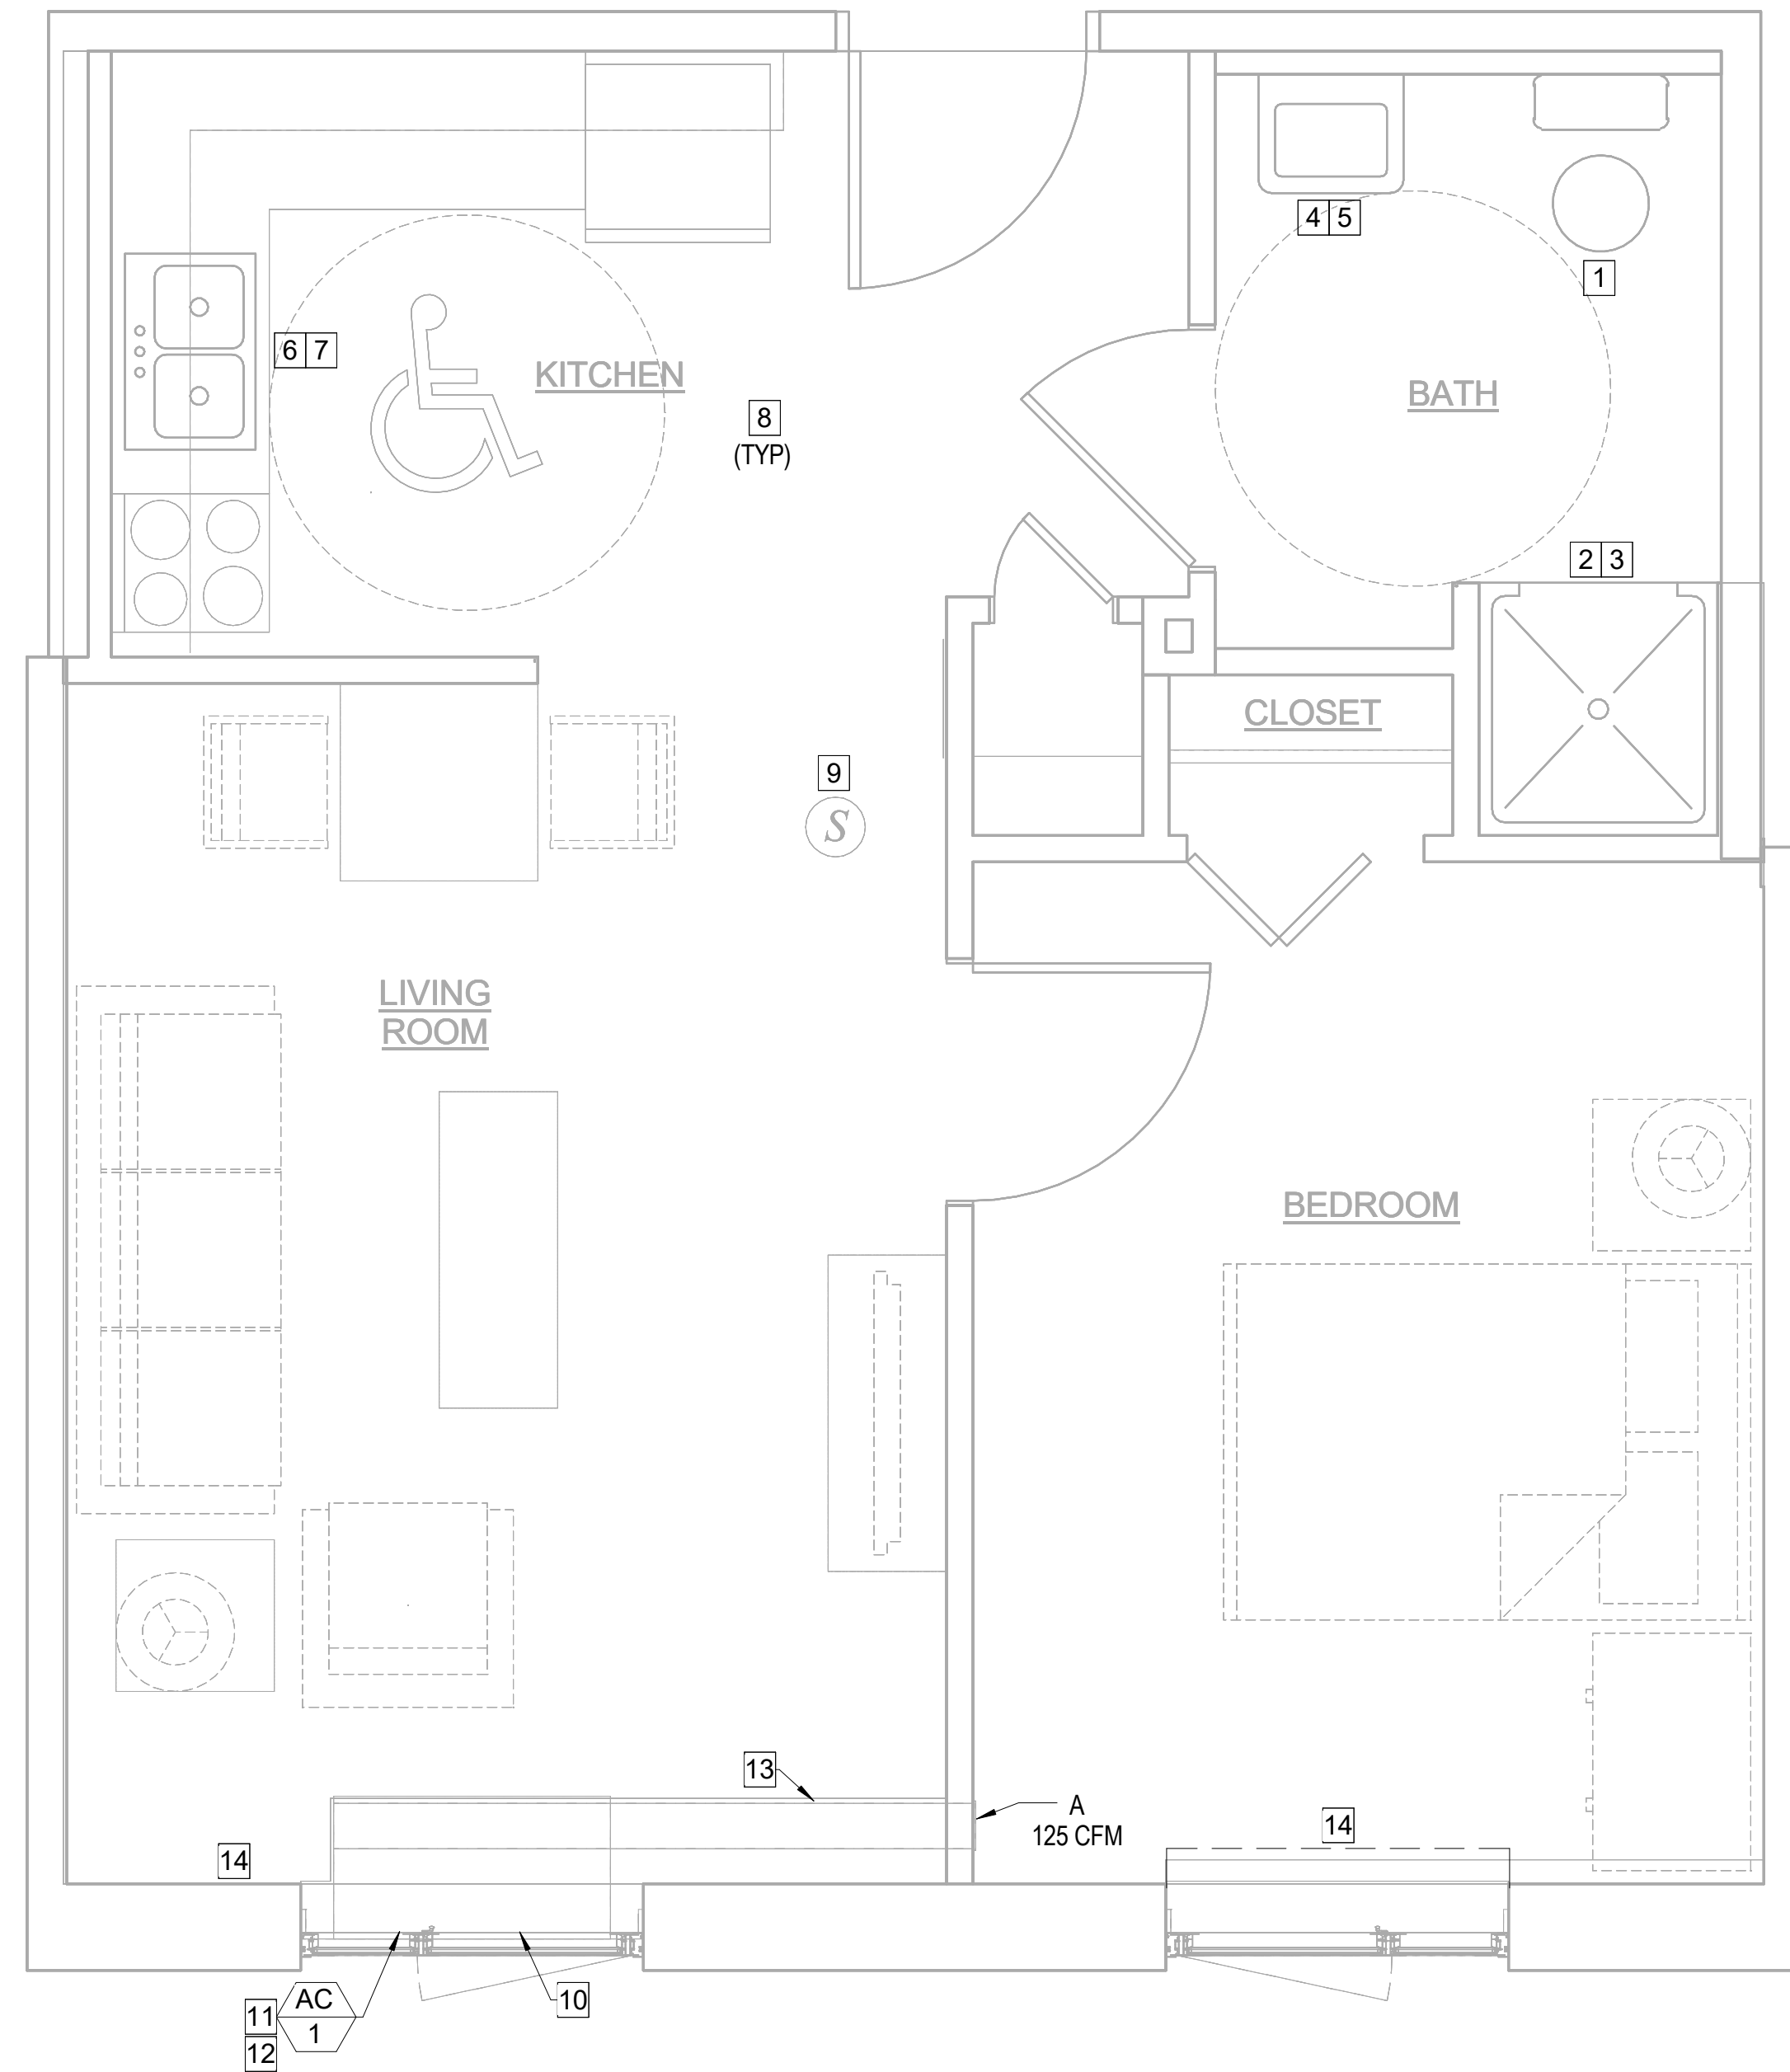 4 5
1
6 7
KITCHEN
BATH
8
(TYP)
2 3
CLOSET
9
S
LIVING
ROOM
BEDROOM
13
A
125 CFM
14
14
AC
1
11
12
10